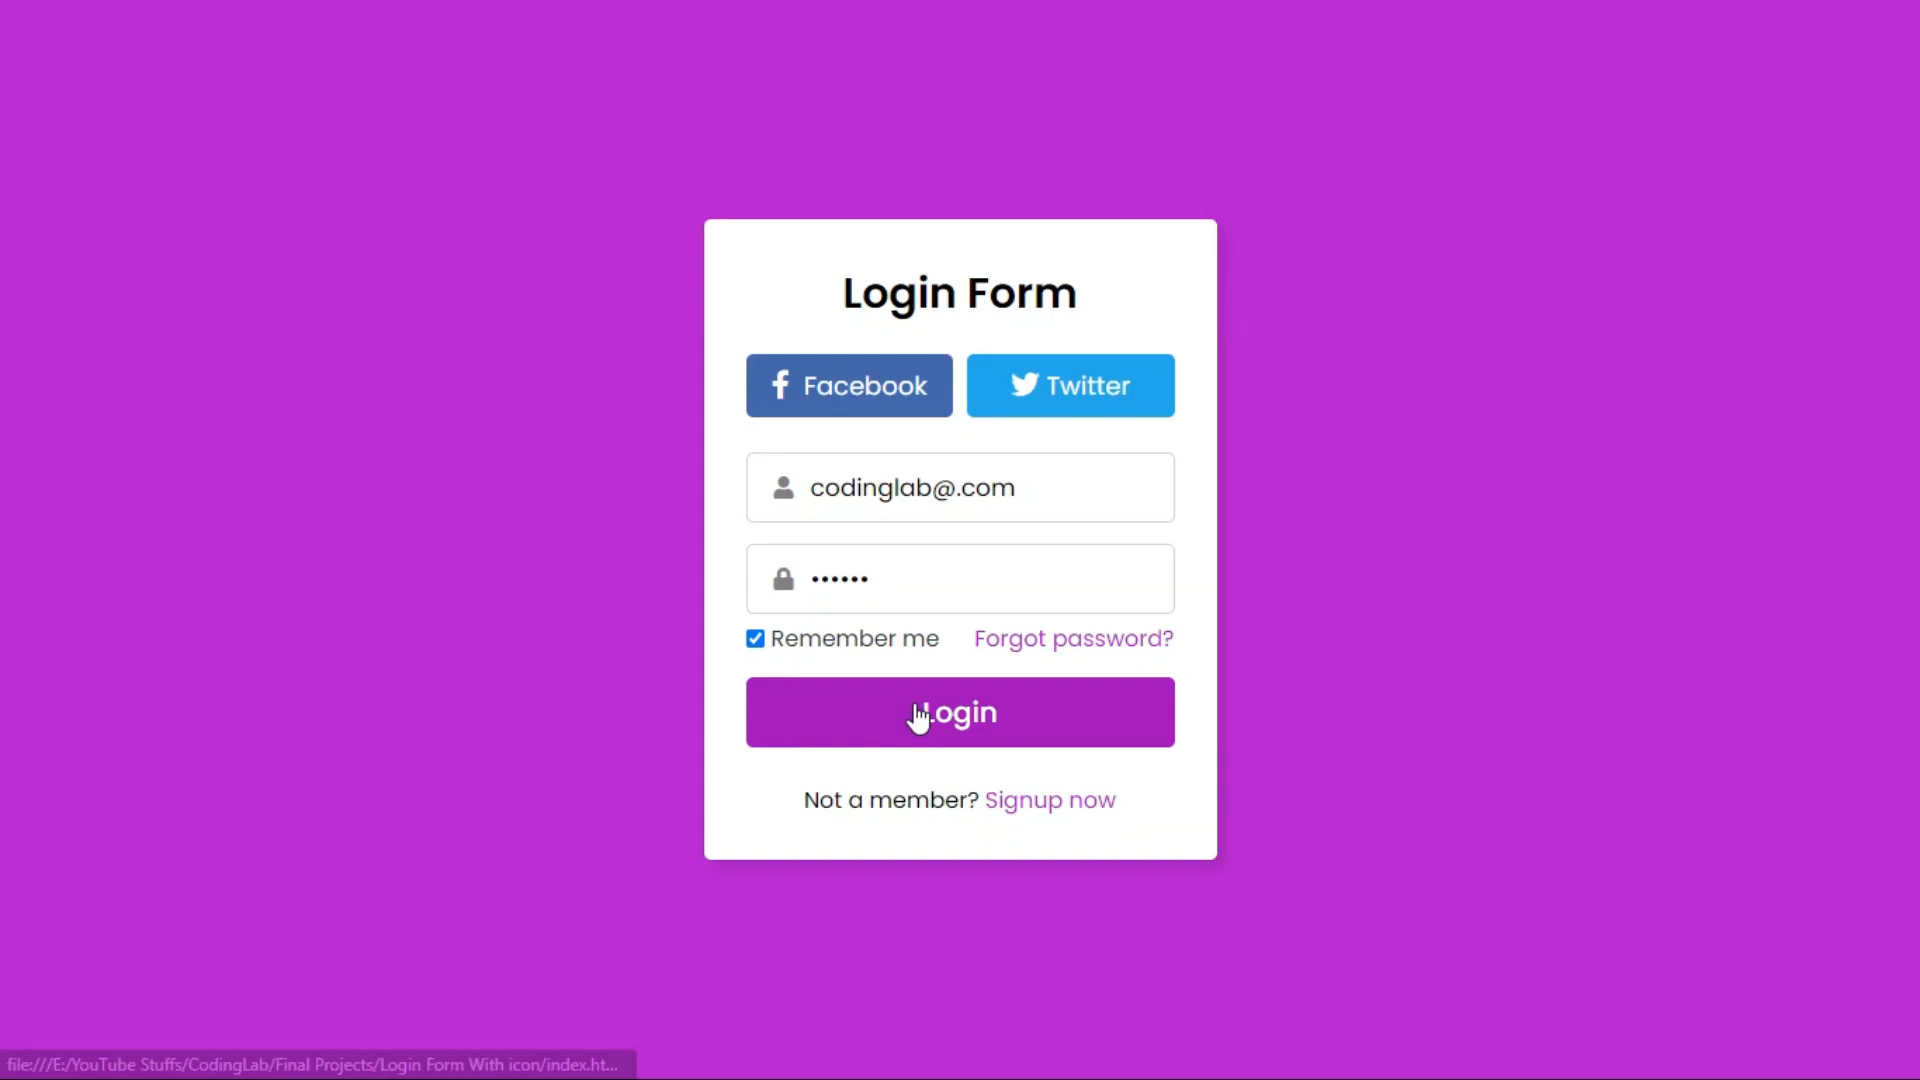 Login Form
Facebook
Twitter
codinglab@.com
••••••
Remember me
Forgot password?
Login
Not a member? Signup now
file:///E:/YouTube Stuffs/CodingLab/Final Projects/Login Form With icon/index.ht...